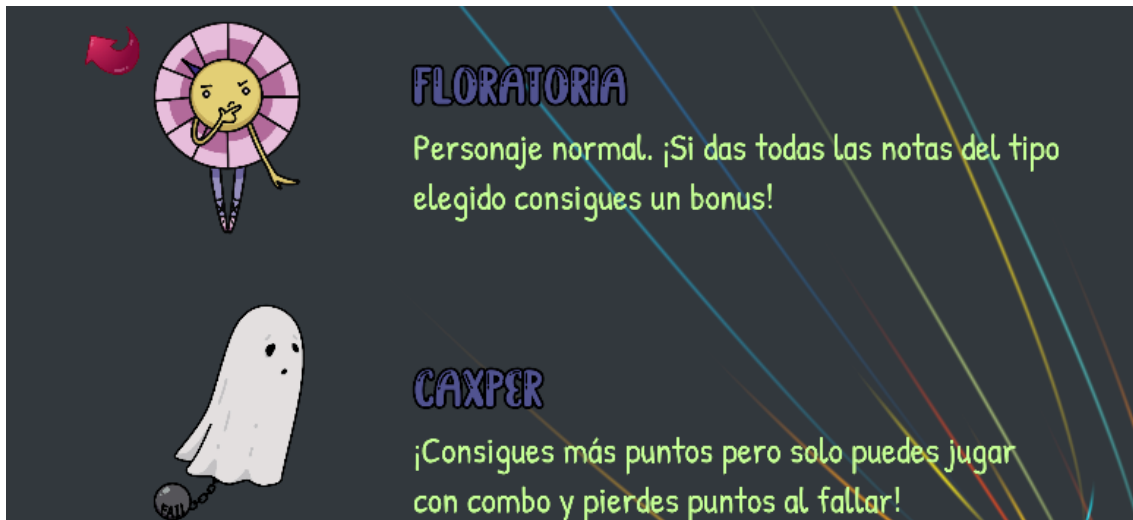 FLORATORIA
Personaje normal. ¡Si das todas las notas del tipo
elegido consigues un bonus!
CAXPER
¡Consigues más puntos pero solo puedes jugar
con combo y pierdes puntos al fallar!
FAIL